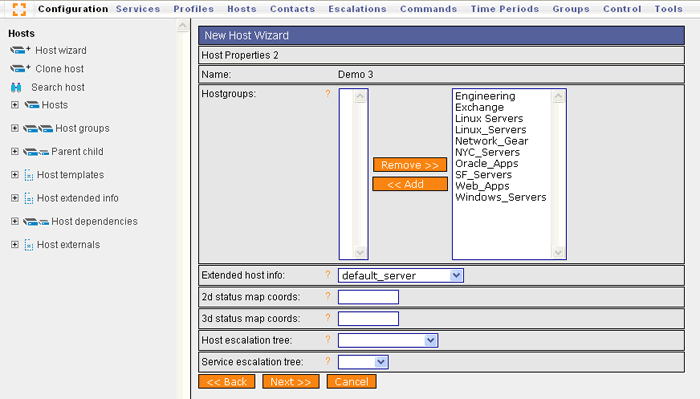 Configuration Services Profiles Hosts Contacts Escalations Commands Time Periods Groups Control Tools
Hosts
Host wizard
Clone host
Search host
Hosts
Host groups
Parent child
Host templates
Host extended info
Host dependencies
Host externals
New Host Wizard
Host Properties 2
Name: Demo 3
Hostgroups: ?
Remove >>
<< Add
Engineering
Exchange
Linux Servers
Linux_Servers
Network_Gear
NYC_Servers
Oracle_Apps
SF_Servers
Web_Apps
Windows_Servers
Extended host info: ? default_server
2d status map coords: ?
3d status map coords: ?
Host escalation tree: ?
Service escalation tree: ?
<< Back Next >> Cancel